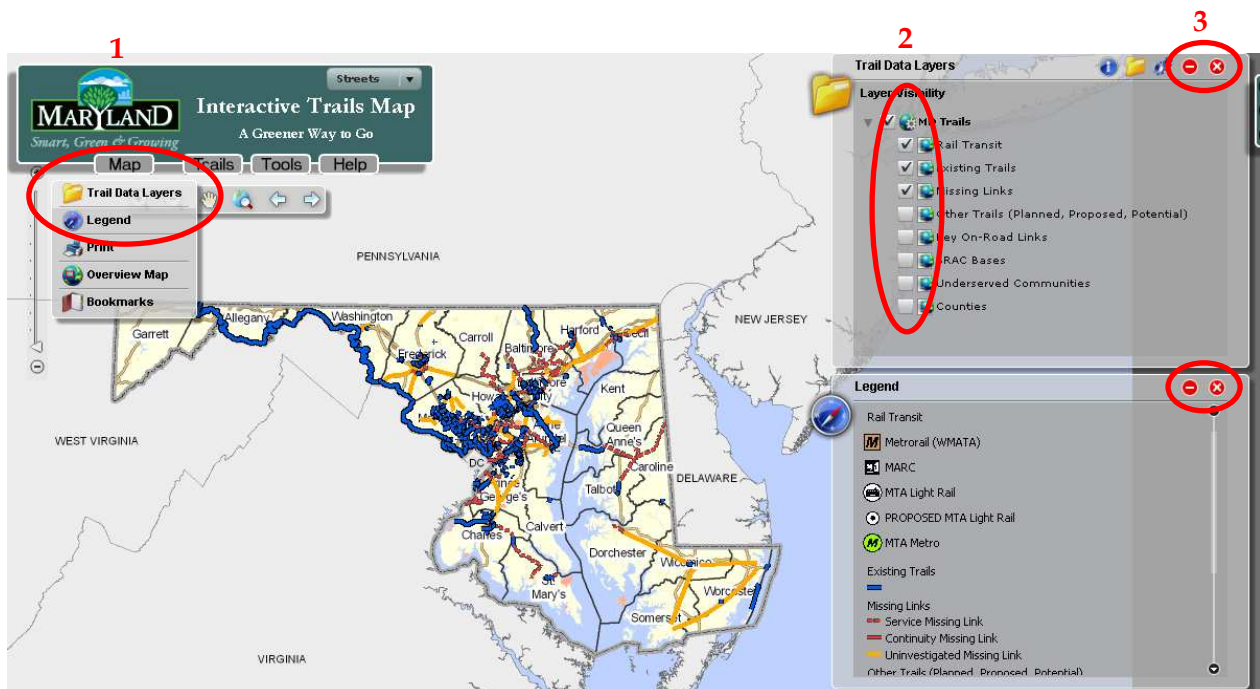 1
2
3
Streets
MARYLAND
Smart, Green & Growing
Interactive Trails Map
A Greener Way to Go
Map
Trails
Tools
Help
Trail Data Layers
Legend
Print
Overview Map
Bookmarks
Trail Data Layers
Layer Visibility
MD Trails
Rail Transit
Existing Trails
Missing Links
Other Trails (Planned, Proposed, Potential)
Key On-Road Links
BRAC Bases
Underserved Communities
Counties
Legend
Rail Transit
M Metrorail (WMATA)
MARC
MTA Light Rail
PROPOSED MTA Light Rail
M MTA Metro
Existing Trails
Missing Links
Service Missing Link
Continuity Missing Link
Uninvestigated Missing Link
Other Trails (Planned, Proposed, Potential)
PENNSYLVANIA
NEW JERSEY
WEST VIRGINIA
DELAWARE
VIRGINIA
Garrett
Allegany
Washington
Frederick
Carroll
Baltimore
Harford
Cecil
Kent
Queen
Anne's
Caroline
Talbot
DC
George's
Calvert
Charles
St.
Mary's
Dorchester
Wicomico
Worcester
Somerset